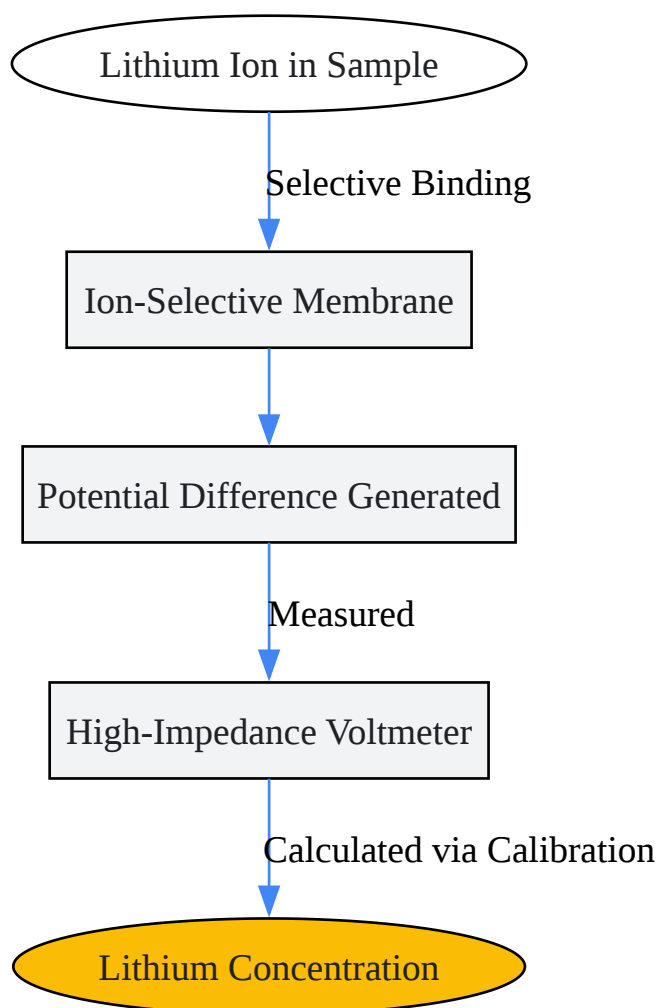 Lithium Ion in Sample
Selective Binding
Ion-Selective Membrane
Potential Difference Generated
Measured
High-Impedance Voltmeter
Calculated via Calibration
Lithium Concentration